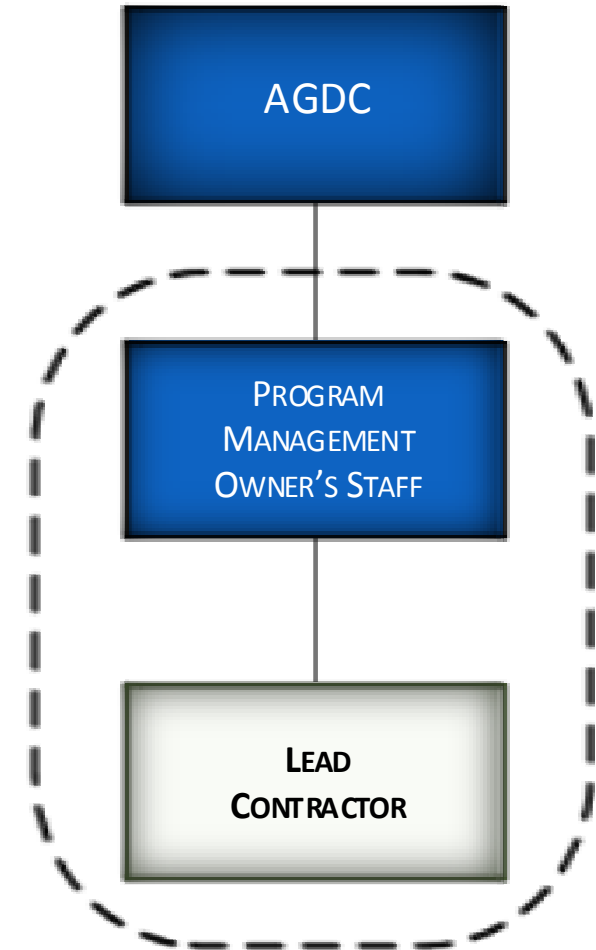 AGDC
PROGRAM
MANAGEMENT
OWNER'S STAFF
LEAD
CONTRACTOR